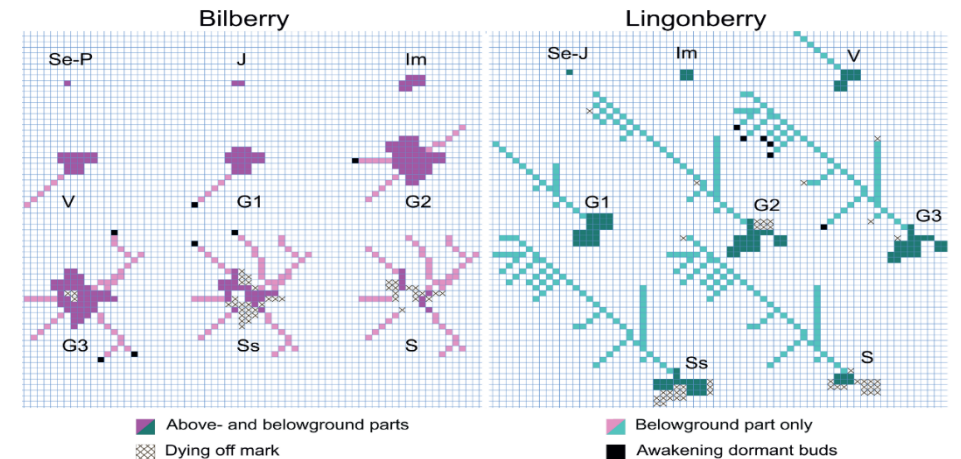 Bilberry Lingonberry
Se-P J Im Se-J Im V
V G1 G2 G1 G2 G3
G3 Ss S Ss S
Above- and belowground parts Belowground part only
Dying off mark Awakening dormant buds